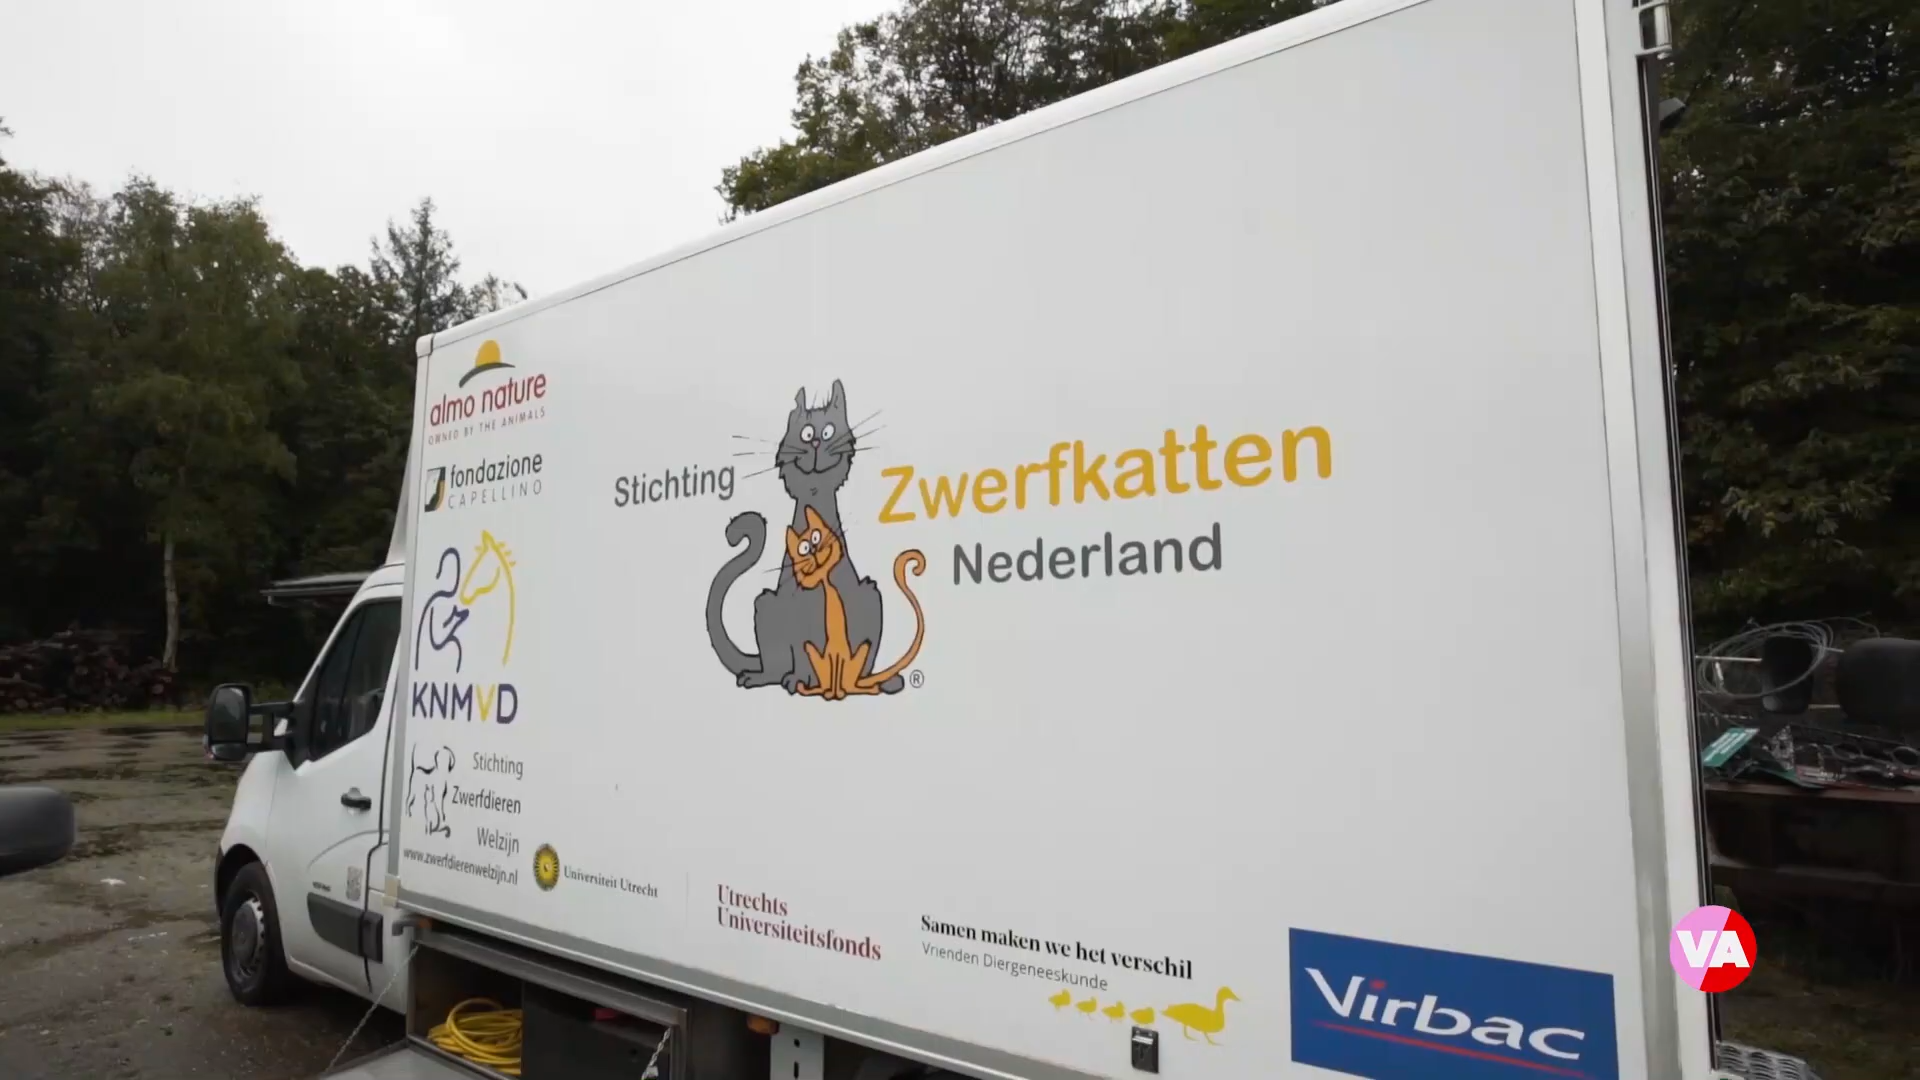 almo nature
OWNED BY THE ANIMALS
fondazione
CAPELLINO
KNMVD
Stichting
Zwerfdieren
Welzijn
www.zwerfdierenwelzijn.nl
Stichting
Zwerfkatten
Nederland
®
Universiteit Utrecht
Utrechts
Universiteitsfonds
Samen maken we het verschil
Vrienden Diergeneeskunde
Virbac
VA